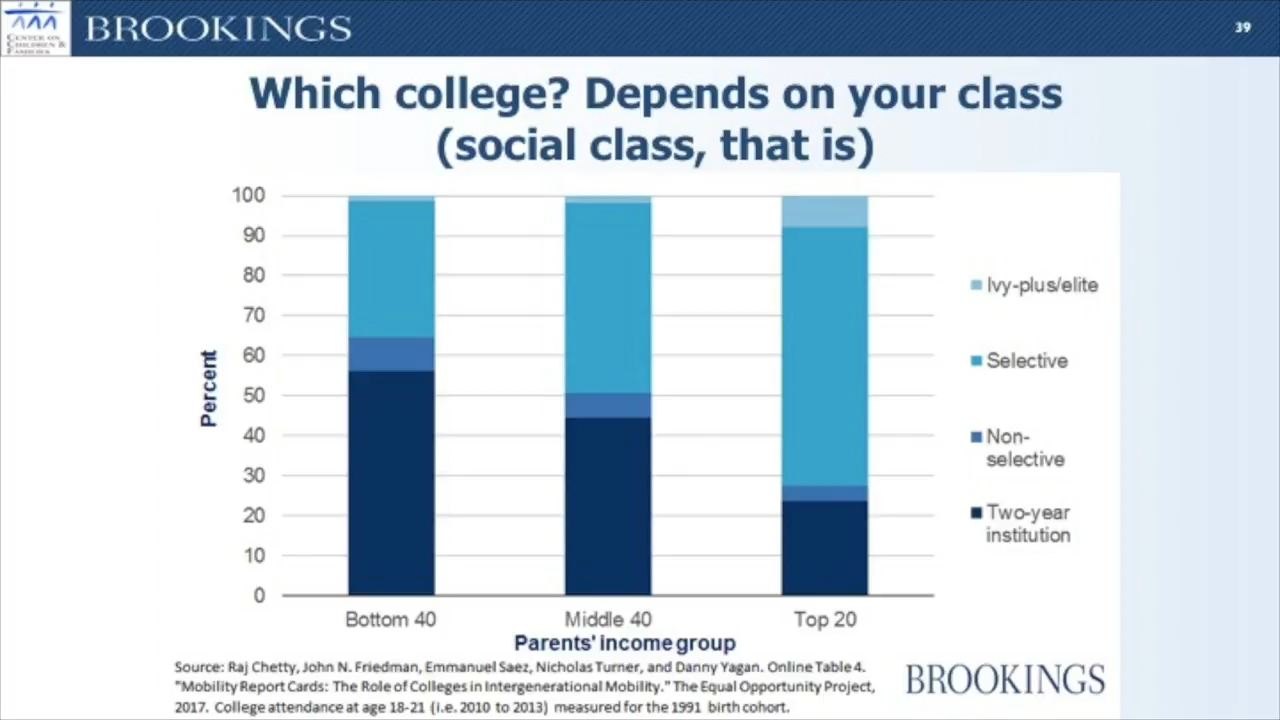 CENTER ON
CHILDREN &
FAMILIES
BROOKINGS
39
Which college? Depends on your class
(social class, that is)
100
90
80
70
60
50
40
30
20
10
0
Percent
Ivy-plus/elite
Selective
Non-
selective
Two-year
institution
Bottom 40
Middle 40
Top 20
Parents' income group
Source: Raj Chetty, John N. Friedman, Emmanuel Saez, Nicholas Turner, and Danny Yagan. Online Table 4.
"Mobility Report Cards: The Role of Colleges in Intergenerational Mobility." The Equal Opportunity Project,
2017. College attendance at age 18-21 (i.e. 2010 to 2013) measured for the 1991 birth cohort.
BROOKINGS